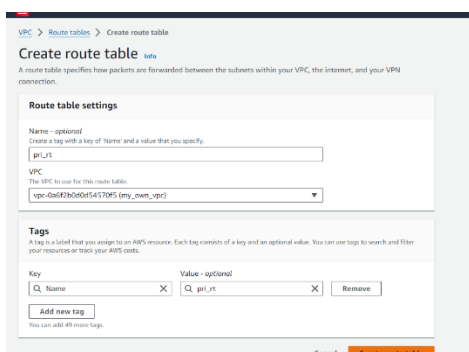 VPC > Route tables > Create route table
Create route table Info
A route table specifies how packets are forwarded between the subnets within your VPC, the internet, and your VPN
connection.
Route table settings
Name - optional
Create a tag with a key of 'Name' and a value that you specify.
pri_rt
VPC
The VPC to use for this route table.
vpc-0a6f2b0d0d54570f5 (my_own_vpc)
Tags
A tag is a label that you assign to an AWS resource. Each tag consists of a key and an optional value. You can use tags to search and filter
your resources or track your AWS costs.
Key Value - optional
Name pri_rt Remove
Add new tag
You can add 49 more tags.